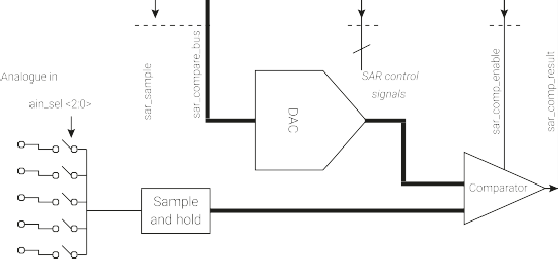 sar_sample
sar_compare_bus
SAR control
signals
sar_comp_enable
sar_comp_result
Analogue in
ain_sel <2:0>
DAC
Comparator
Sample
and hold